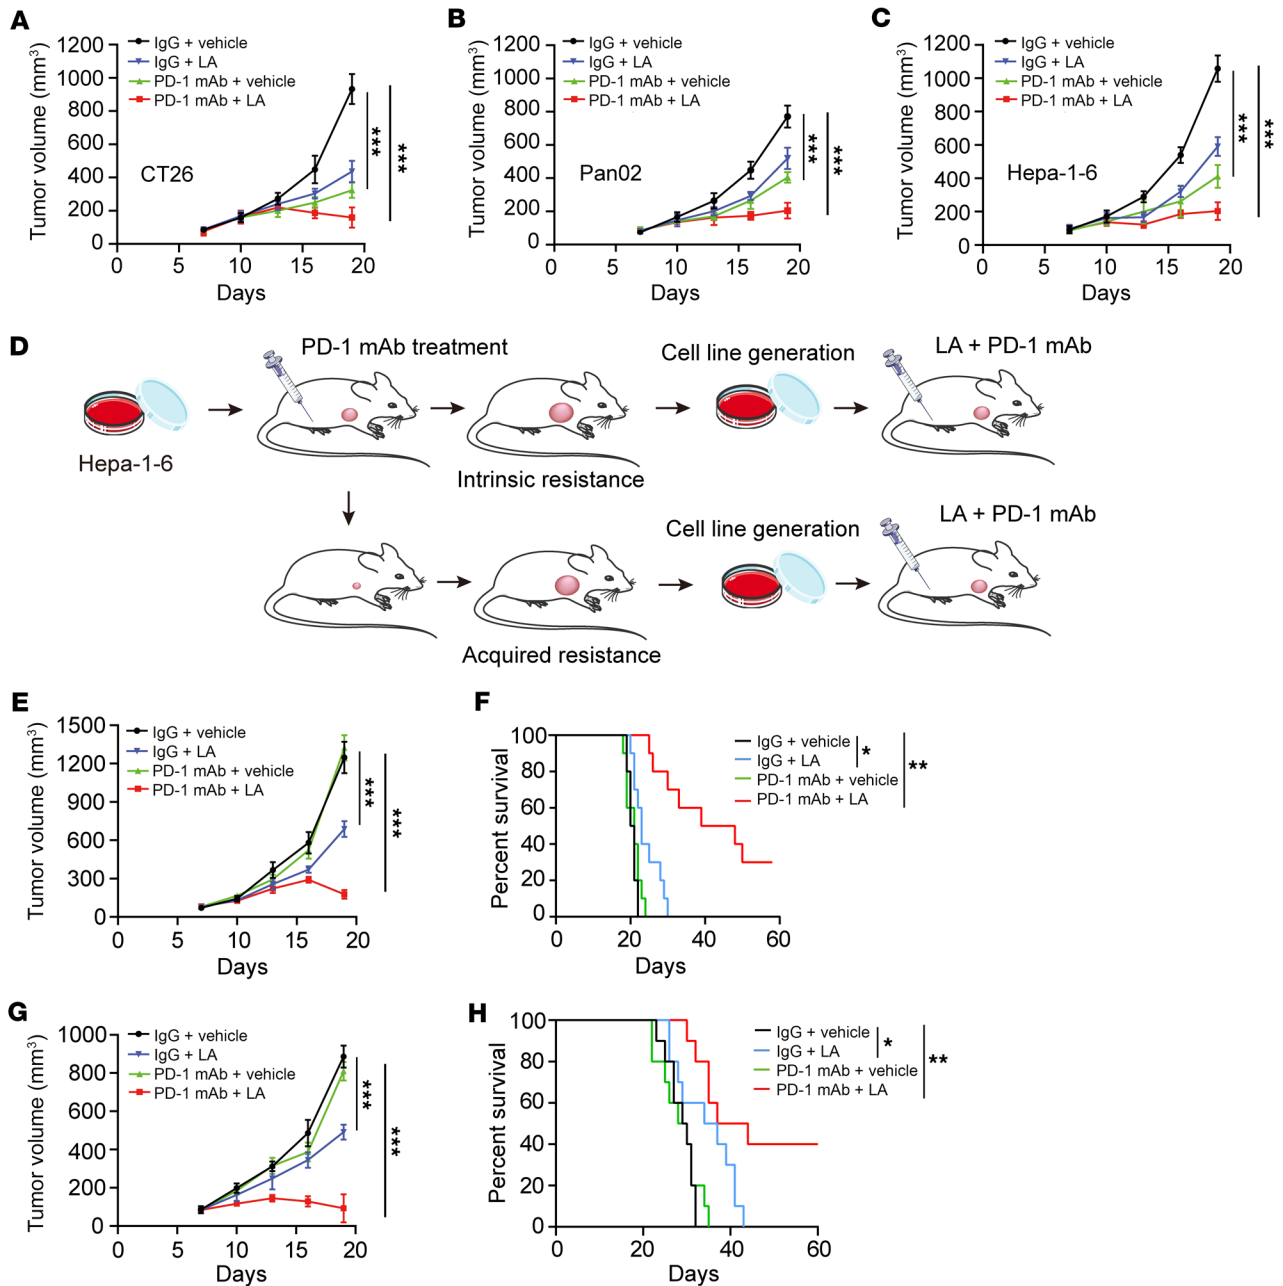 A
Tumor volume (mm³)
1200
1000
800
600
400
200
0
0 5 10 15 20
Days
IgG + vehicle
IgG + LA
PD-1 mAb + vehicle
PD-1 mAb + LA
CT26
***
***
B
Tumor volume (mm³)
1200
1000
800
600
400
200
0
0 5 10 15 20
Days
IgG + vehicle
IgG + LA
PD-1 mAb + vehicle
PD-1 mAb + LA
Pan02
***
***
C
Tumor volume (mm³)
1200
1000
800
600
400
200
0
0 5 10 15 20
Days
IgG + vehicle
IgG + LA
PD-1 mAb + vehicle
PD-1 mAb + LA
Hepa-1-6
***
***
D
Hepa-1-6
PD-1 mAb treatment
Intrinsic resistance
Cell line generation
LA + PD-1 mAb
Acquired resistance
Cell line generation
LA + PD-1 mAb
E
Tumor volume (mm³)
1500
1200
900
600
300
0
0 5 10 15 20
Days
IgG + vehicle
IgG + LA
PD-1 mAb + vehicle
PD-1 mAb + LA
***
***
F
Percent survival
100
80
60
40
20
0
0 20 40 60
Days
IgG + vehicle
IgG + LA
PD-1 mAb + vehicle
PD-1 mAb + LA
*
**
G
Tumor volume (mm³)
1000
800
600
400
200
0
0 5 10 15 20
Days
IgG + vehicle
IgG + LA
PD-1 mAb + vehicle
PD-1 mAb + LA
***
***
H
Percent survival
100
80
60
40
20
0
0 20 40 60
Days
IgG + vehicle
IgG + LA
PD-1 mAb + vehicle
PD-1 mAb + LA
*
**